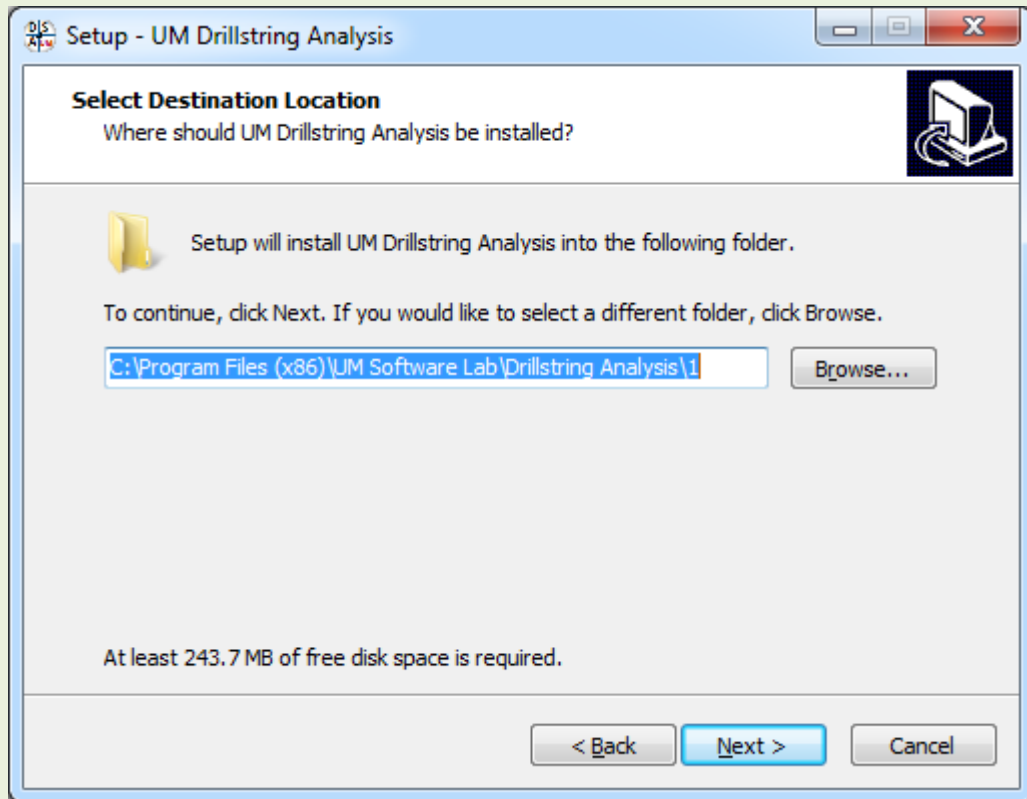 Setup - UM Drillstring Analysis
Select Destination Location
Where should UM Drillstring Analysis be installed?
Setup will install UM Drillstring Analysis into the following folder.
To continue, click Next. If you would like to select a different folder, click Browse.
C:\Program Files (x86)\UM Software Lab\Drillstring Analysis\1
Browse...
At least 243.7 MB of free disk space is required.
< Back
Next >
Cancel